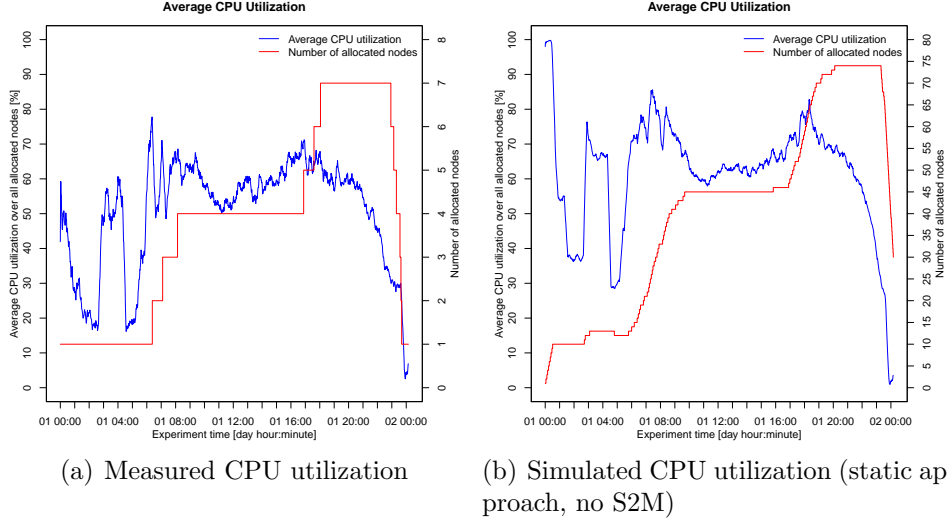 Average CPU Utilization
Average CPU utilization
Number of allocated nodes
100
90
80
70
60
50
40
30
20
10
0
8
7
6
5
4
3
2
1
0
Average CPU utilization over all allocated nodes [%]
Number of allocated nodes
01 00:00 01 04:00 01 08:00 01 12:00 01 16:00 01 20:00 02 00:00
Experiment time [day hour:minute]
(a) Measured CPU utilization
Average CPU Utilization
Average CPU utilization
Number of allocated nodes
100
90
80
70
60
50
40
30
20
10
0
80
75
70
65
60
55
50
45
40
35
30
25
20
15
10
5
0
Average CPU utilization over all allocated nodes [%]
Number of allocated nodes
01 00:00 01 04:00 01 08:00 01 12:00 01 16:00 01 20:00 02 00:00
Experiment time [day hour:minute]
(b) Simulated CPU utilization (static ap
proach, no S2M)